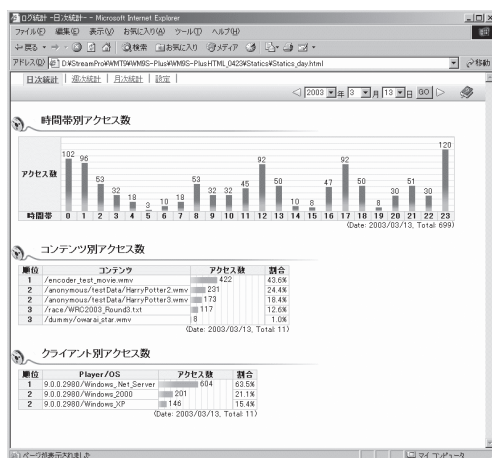 ログ統計 -日次統計- - Microsoft Internet Explorer
ファイル(F) 編集(E) 表示(V) お気に入り(A) ツール(T) ヘルプ(H)
戻る 検索 お気に入り メディア
アドレス(D) D:¥StreamPro¥WMT9¥WM9S-Plus¥WM9S-PlusHTML_0423¥Statics¥Statics_day.html 移動
日次統計 | 週次統計 | 月次統計 | 設定 |
2003 年 3 月 13 日 GO
時間帯別アクセス数
アクセス数 102 96 53 32 18 3 10 18 53 32 32 45 92 50 10 8 47 92 50 8 30 51 30 120
時間帯 0 1 2 3 4 5 6 7 8 9 10 11 12 13 14 15 16 17 18 19 20 21 22 23
(Date: 2003/03/13, Total: 699)
コンテンツ別アクセス数
順位 コンテンツ アクセス数 割合
1 /encoder_test_movie.wmv 422 43.6%
2 /anonymous/testData/HarryPotter2.wmv 231 24.4%
2 /anonymous/testData/HarryPotter3.wmv 173 18.4%
3 /race/WRC2003_Round3.txt 117 12.6%
3 /dummy/owarai_star.wmv 8 1.0%
(Date: 2003/03/13, Total: 11)
クライアント別アクセス数
順位 Player/OS アクセス数 割合
1 9.0.0.2980/Windows_Net_Server 604 63.5%
2 9.0.0.2980/Windows_2000 201 21.1%
2 9.0.0.2980/Windows_XP 146 15.4%
(Date: 2003/03/13, Total: 11)
ページが表示されました マイ コンピュータ